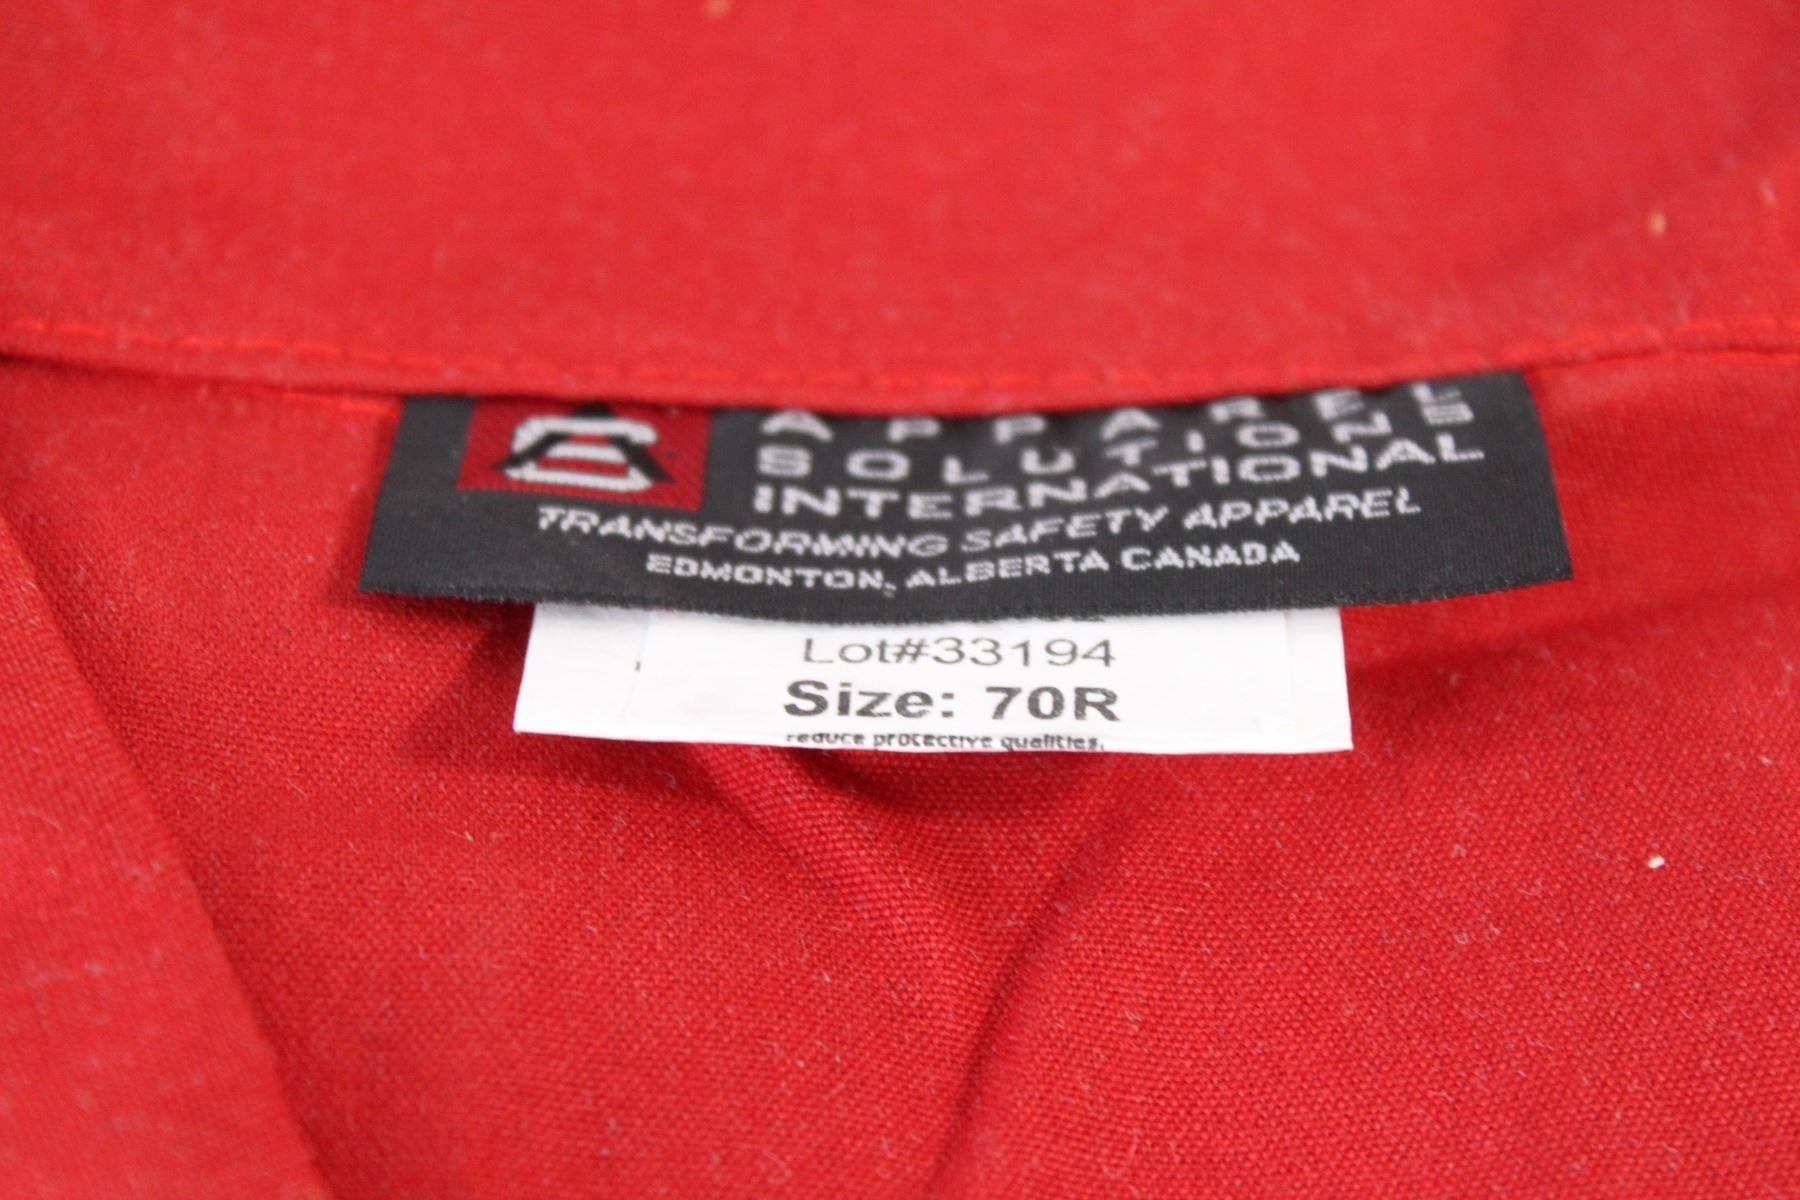 APPAREL
SOLUTIONS
INTERNATIONAL
TRANSFORMING SAFETY APPAREL
EDMONTON, ALBERTA CANADA
Lot#33194
Size: 70R
reduce protective qualities.